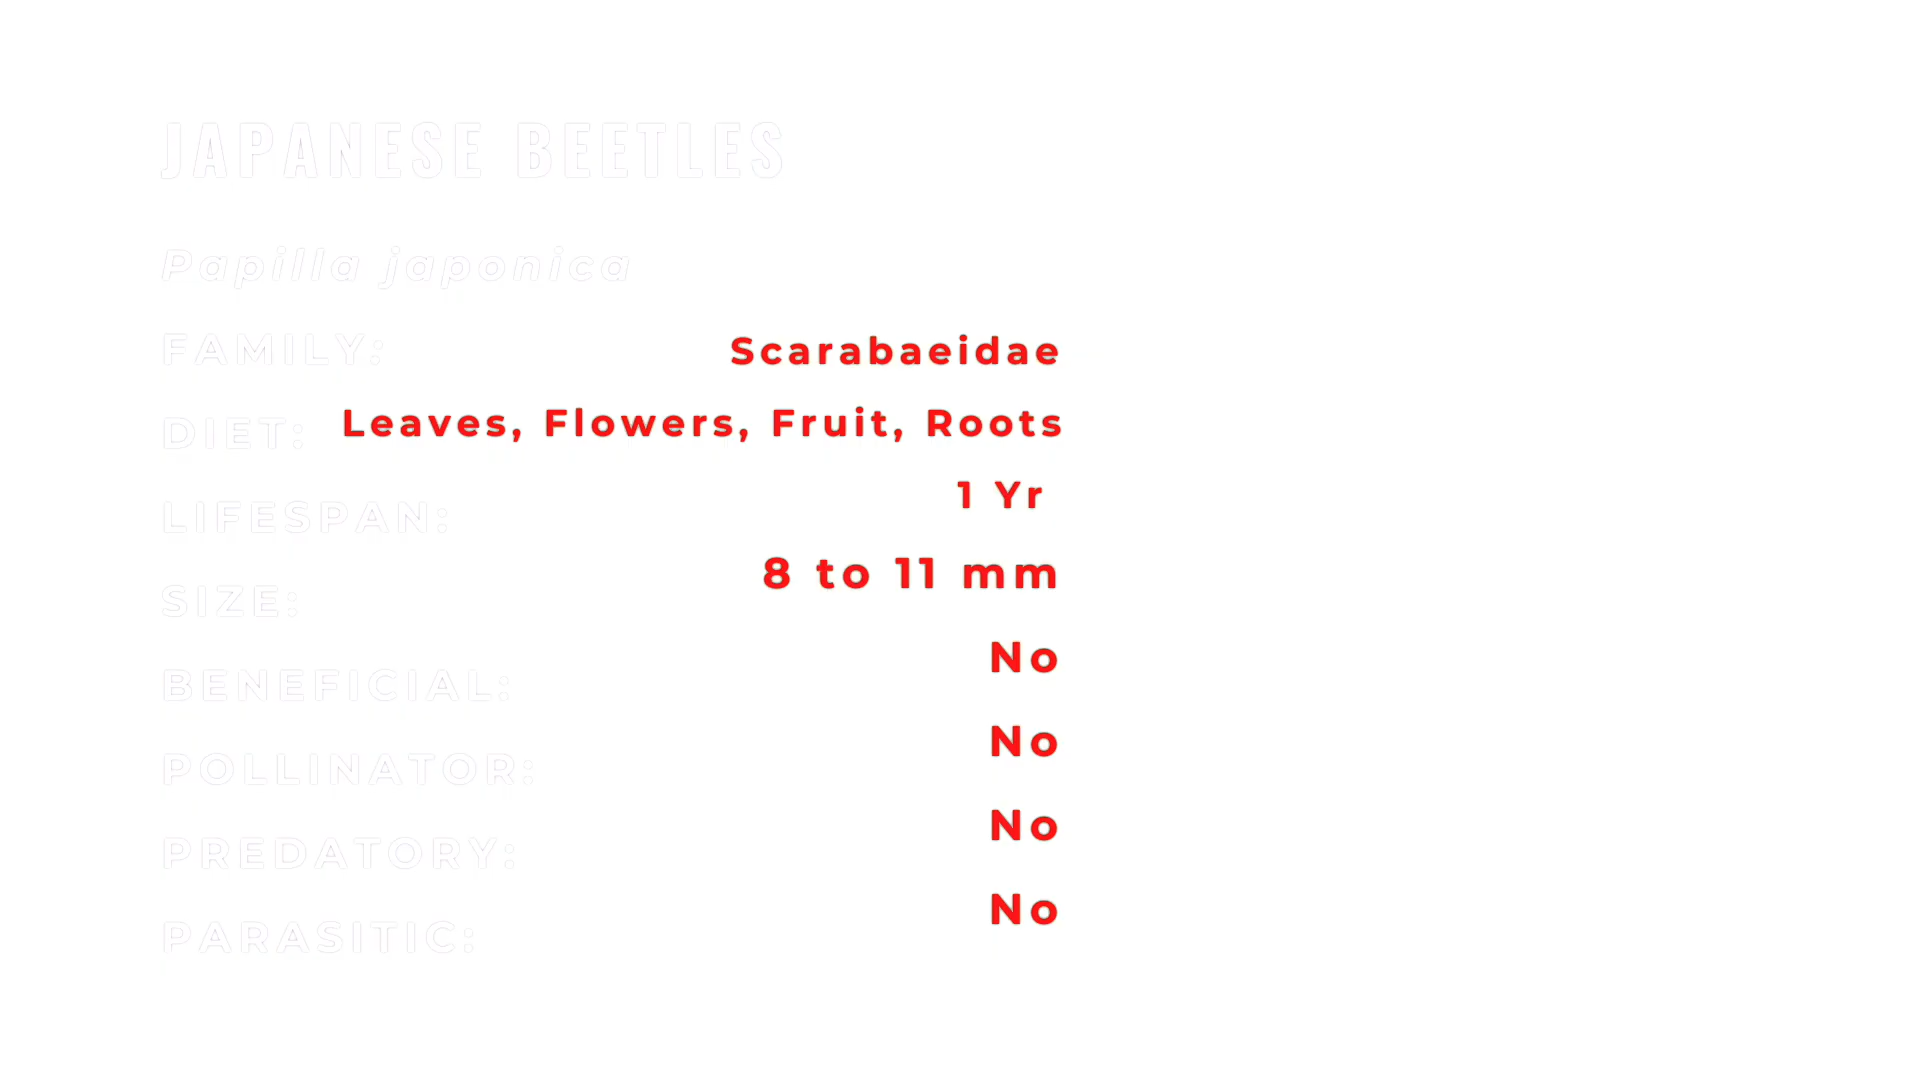 JAPANESE BEETLES
Papilla japonica
FAMILY: Scarabaeidae
DIET: Leaves, Flowers, Fruit, Roots
LIFESPAN: 1 Yr
SIZE: 8 to 11 mm
BENEFICIAL: No
POLLINATOR: No
PREDATORY: No
PARASITIC: No